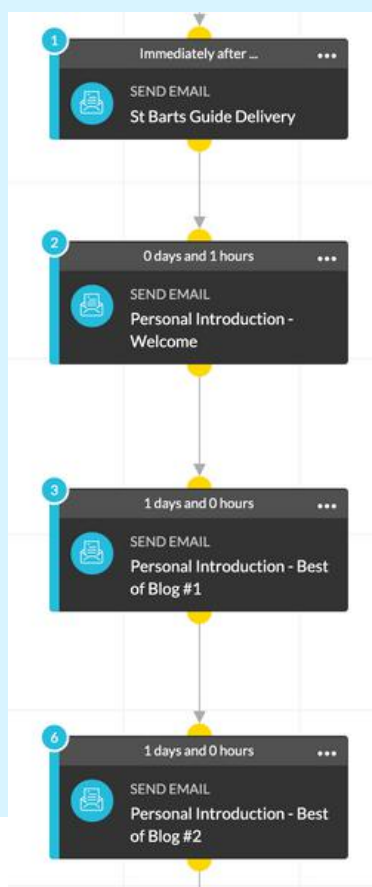 1
Immediately after ...
SEND EMAIL
St Barts Guide Delivery
2
0 days and 1 hours
SEND EMAIL
Personal Introduction -
Welcome
3
1 days and 0 hours
SEND EMAIL
Personal Introduction - Best
of Blog #1
6
1 days and 0 hours
SEND EMAIL
Personal Introduction - Best
of Blog #2